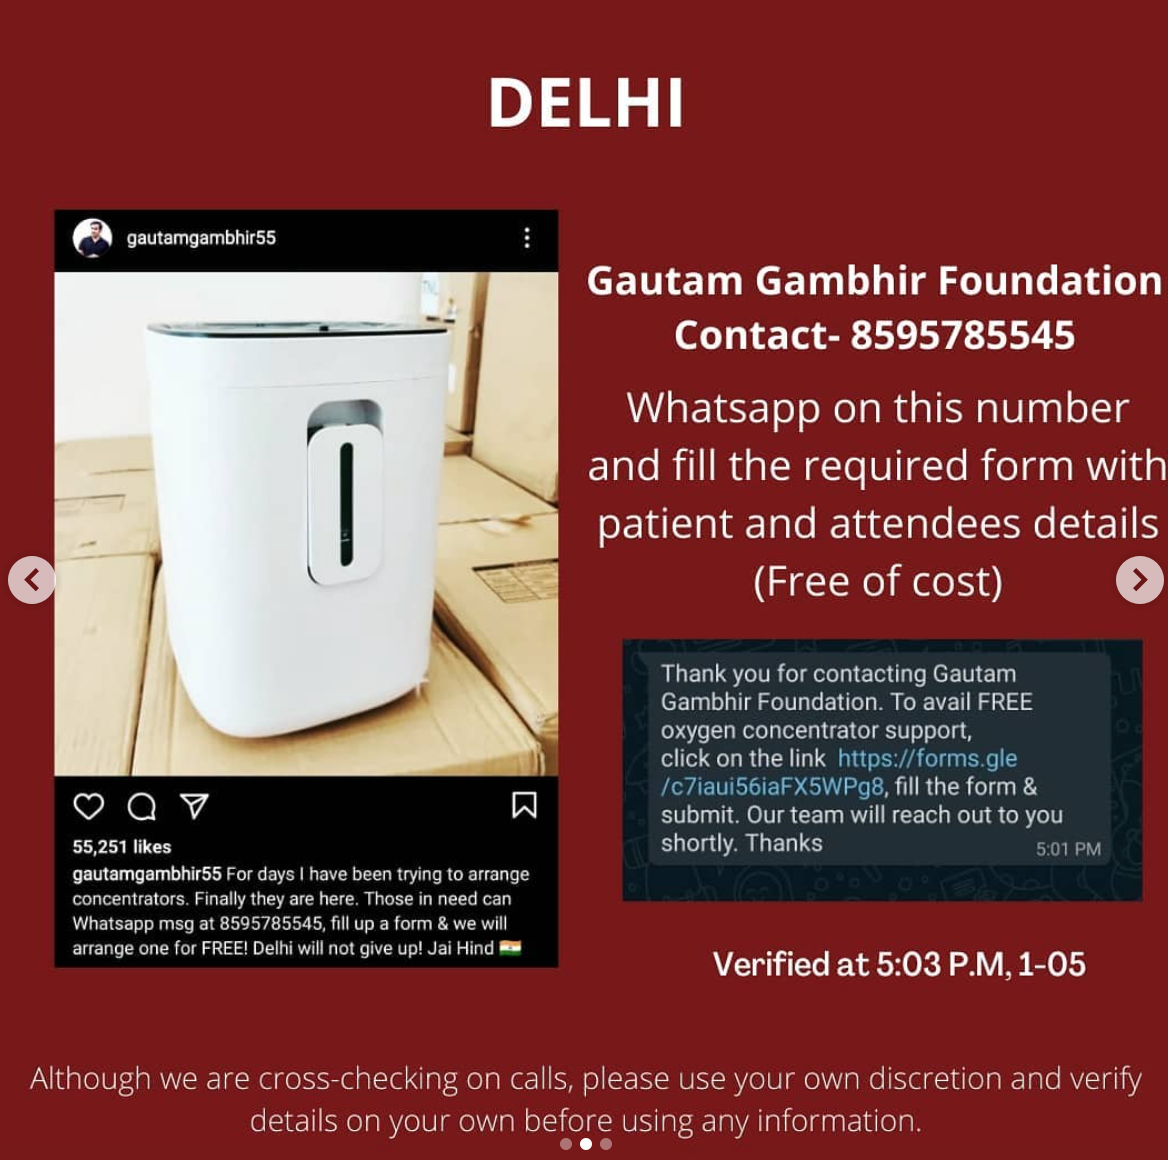 DELHI
gautamgambhir55
Gautam Gambhir Foundation
Contact- 8595785545
Whatsapp on this number
and fill the required form with
patient and attendees details
(Free of cost)
Thank you for contacting Gautam
Gambhir Foundation. To avail FREE
oxygen concentrator support,
click on the link https://forms.gle
/c7iaui56iaFX5WPg8, fill the form &
submit. Our team will reach out to you
shortly. Thanks
5:01 PM
55,251 likes
gautamgambhir55 For days I have been trying to arrange
concentrators. Finally they are here. Those in need can
Whatsapp msg at 8595785545, fill up a form & we will
arrange one for FREE! Delhi will not give up! Jai Hind 🇮🇳
Verified at 5:03 P.M, 1-05
Although we are cross-checking on calls, please use your own discretion and verify
details on your own before using any information.